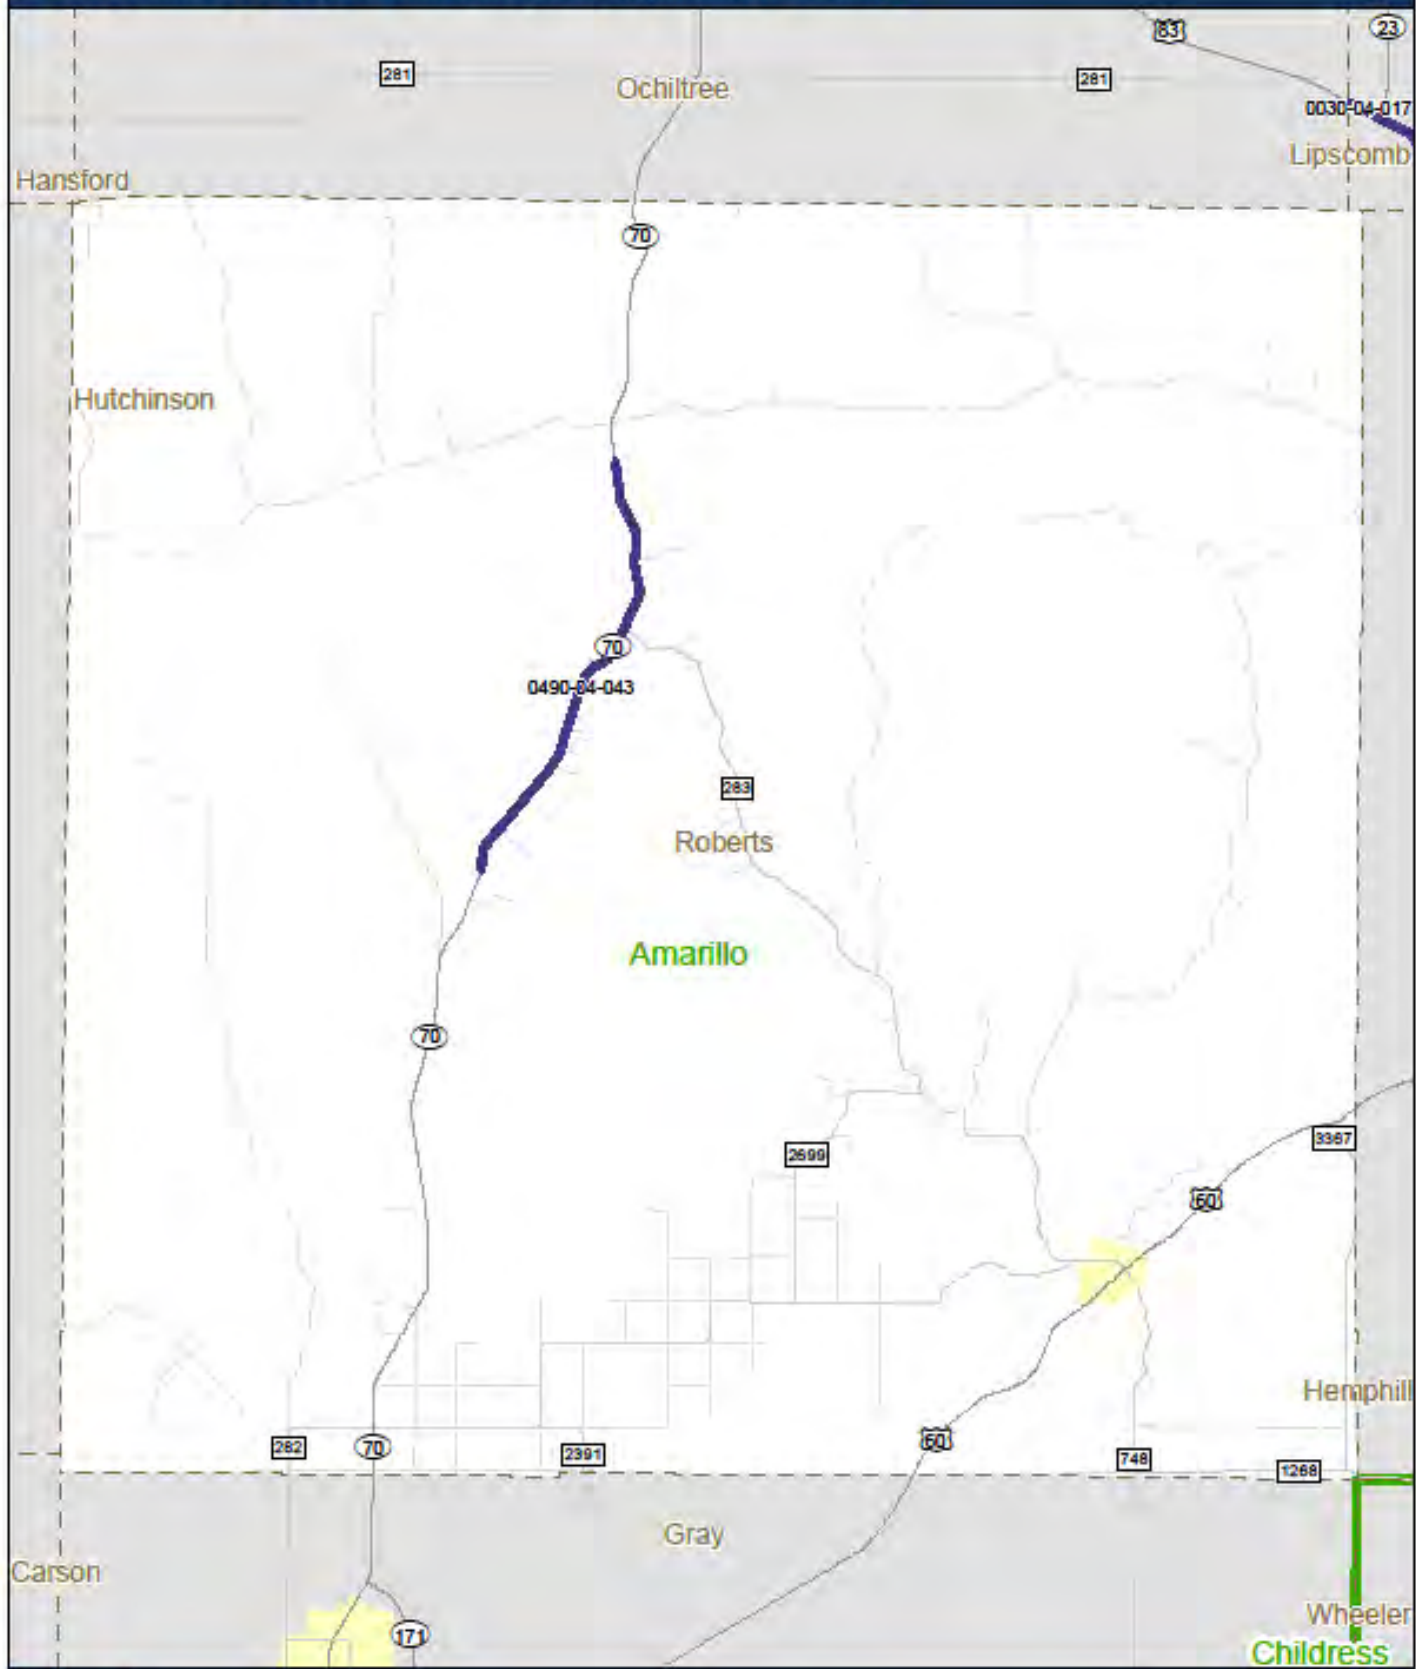 83
23
281
Ochiltree
281
0030-04-017
Lipscomb
Hansford
70
Hutchinson
70
0490-04-043
283
Roberts
Amarillo
70
3367
2699
60
Hemphill
60
282
70
2391
748
1268
Gray
Carson
Wheeler
171
Childress